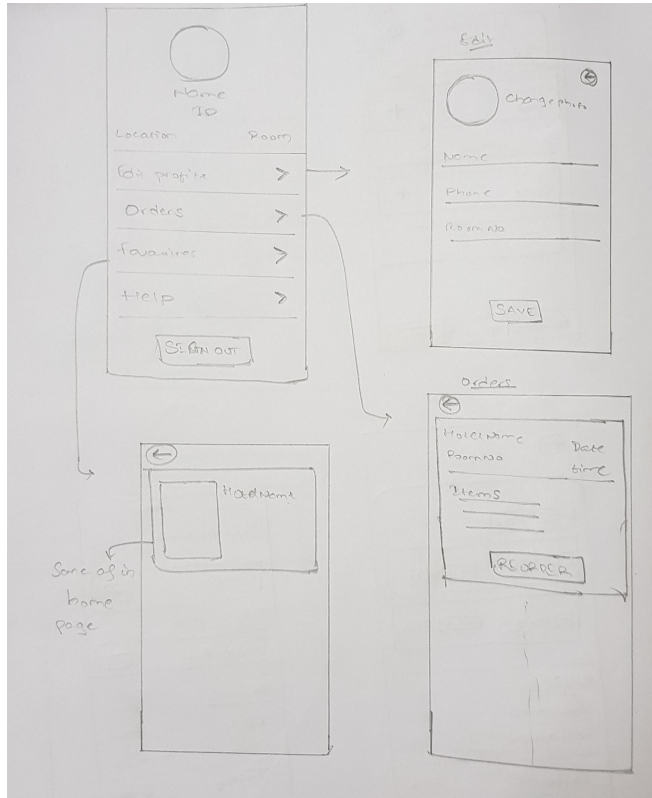 Name
ID
Location Room
Edit profile
Orders
favourites
Help
SIGN OUT
Edit
Change photo
Name
Phone
Room No
SAVE
Orders
Hotel Name Date
Room No time
Items
REORDER
Hotel Name
Same as in
home
page